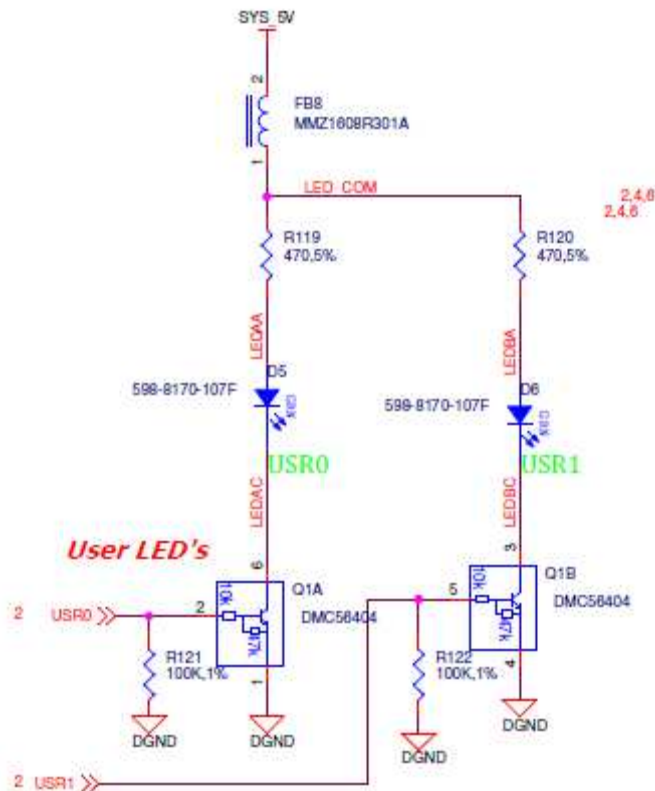 SYS_5V
2
FB8
MMZ1608R301A
1
LED_COM
2,4,6
2,4,6
R119
470,5%
R120
470,5%
LEDAA
LEDBA
D5
598-8170-107F
GRN
D6
598-8170-107F
GRN
USR0
USR1
LEDAC
LEDBC
User LED's
6
3
10K
Q1A
10K
Q1B
2 USR0
2
DMC56404
5
DMC56404
47k
47k
R121
100K,1%
1
R122
100K,1%
4
DGND
DGND
DGND
DGND
2 USR1